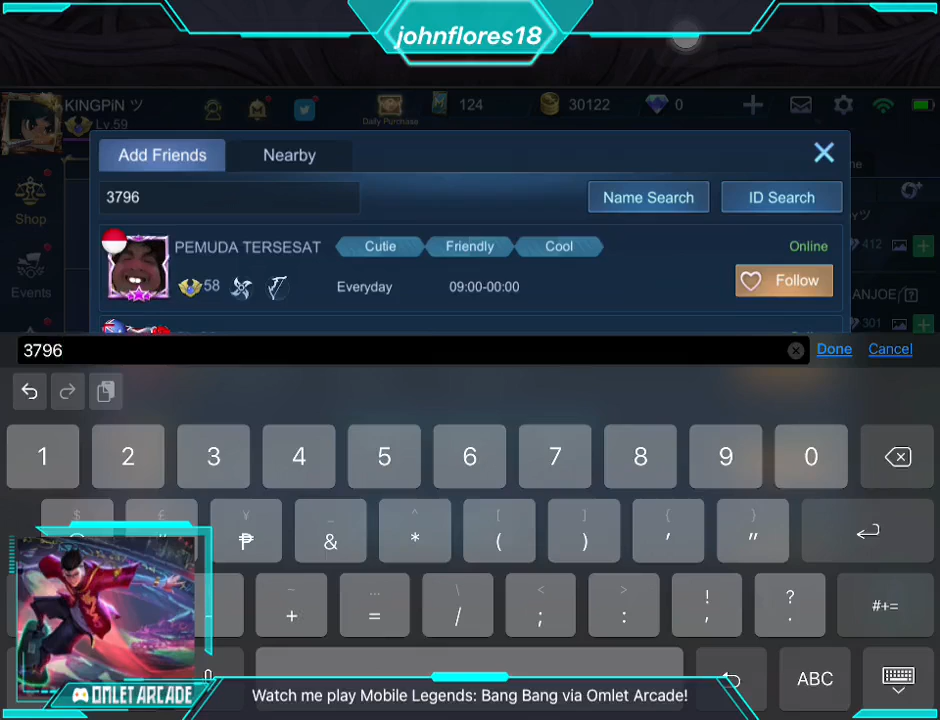 johnflores18
KINGPiN ツ
Lv.59
Daily Purchase
124
30122
0
Add Friends
Nearby
3796
Name Search
ID Search
PEMUDA TERSESAT
Cutie
Friendly
Cool
Online
58
Everyday
09:00-00:00
Follow
Shop
Events
412
ANJOE
301
3796
Done
Cancel
1 2 3 4 5 6 7 8 9 0
¥ _ ^ [ ] { }
₱ & * ( ) ' "
~ ... \ < > ! ?
+ = / ; : , .
#+=
ABC
OMLET ARCADE
Watch me play Mobile Legends: Bang Bang via Omlet Arcade!